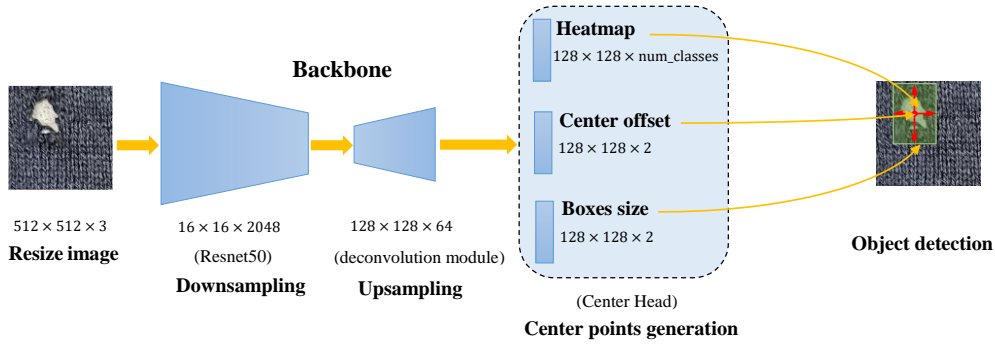 Backbone
512 × 512 × 3
Resize image
16 × 16 × 2048
(Resnet50)
Downsampling
128 × 128 × 64
(deconvolution module)
Upsampling
Heatmap
128 × 128 × num_classes
Center offset
128 × 128 × 2
Boxes size
128 × 128 × 2
(Center Head)
Center points generation
Object detection